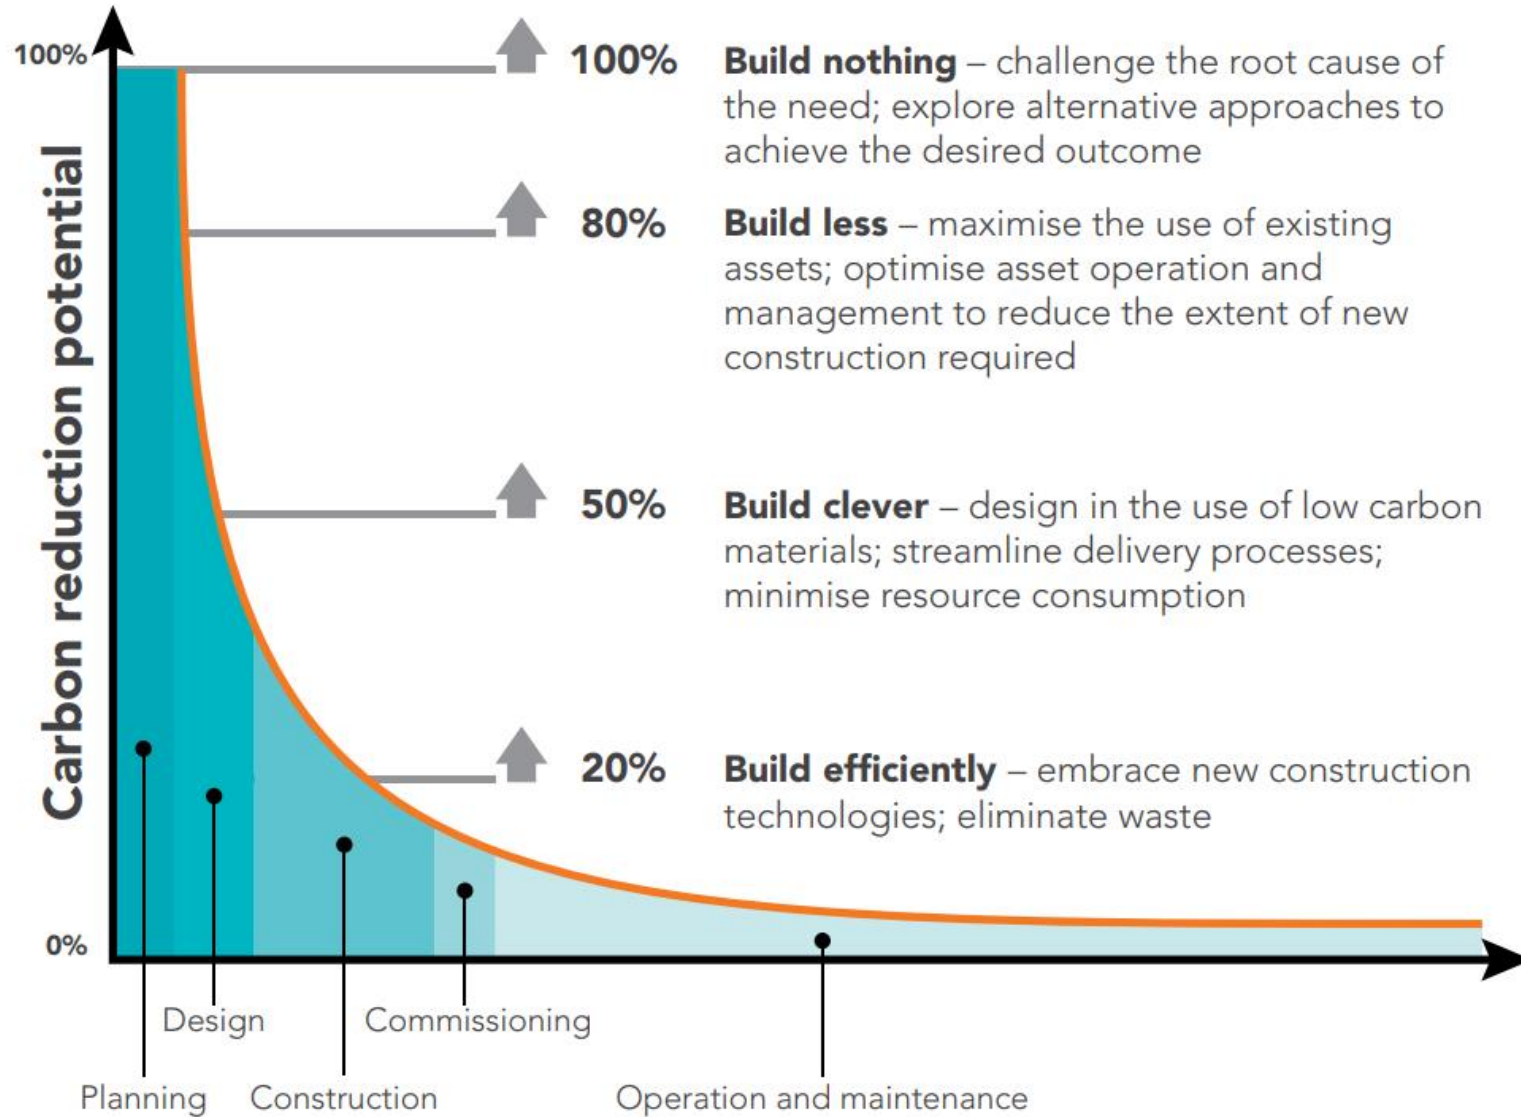 100%
Carbon reduction potential
0%
100%
Build nothing – challenge the root cause of
the need; explore alternative approaches to
achieve the desired outcome
80%
Build less – maximise the use of existing
assets; optimise asset operation and
management to reduce the extent of new
construction required
50%
Build clever – design in the use of low carbon
materials; streamline delivery processes;
minimise resource consumption
20%
Build efficiently – embrace new construction
technologies; eliminate waste
Design
Commissioning
Planning
Construction
Operation and maintenance